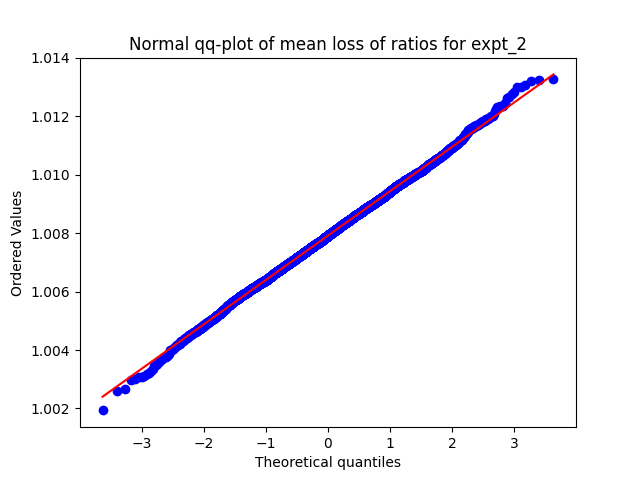 Normal qq-plot of mean loss of ratios for expt_2
1.014
1.012
1.010
1.008
1.006
1.004
1.002
Ordered Values
−3 −2 −1 0 1 2 3
Theoretical quantiles